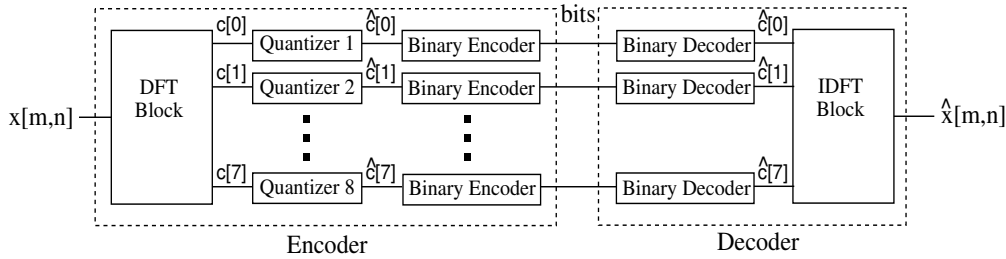 bits
c[0] ĉ[0] ĉ[0]
Quantizer 1 Binary Encoder Binary Decoder
c[1] ĉ[1] ĉ[1]
DFT Block
Quantizer 2 Binary Encoder Binary Decoder
IDFT Block
x[m,n] x̂[m,n]
c[7] ĉ[7] ĉ[7]
Quantizer 8 Binary Encoder Binary Decoder
Encoder Decoder